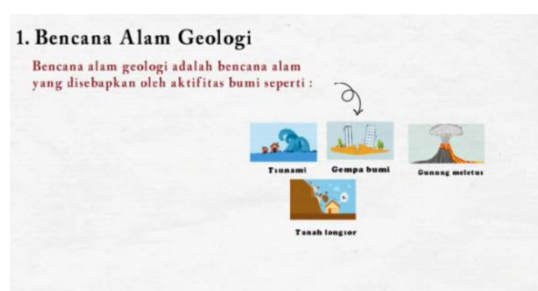 1. Bencana Alam Geologi
Bencana alam geologi adalah bencana alam
yang disebapkan oleh aktifitas bumi seperti :
Tsunami
Gempa bumi
Gunung meletus
Tanah longsor